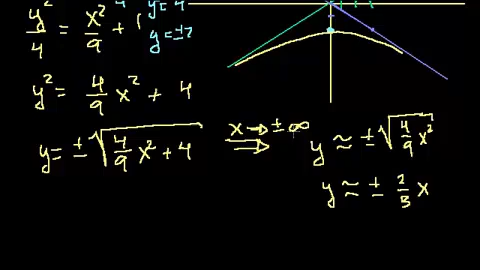 y²/4 = x²/9 + 1
y = ±2
y² = 4/9 x² + 4
y = ±√(4/9 x² + 4)
x → ±∞
y ≈ ±√(4/9 x²)
y ≈ ± 2/3 x